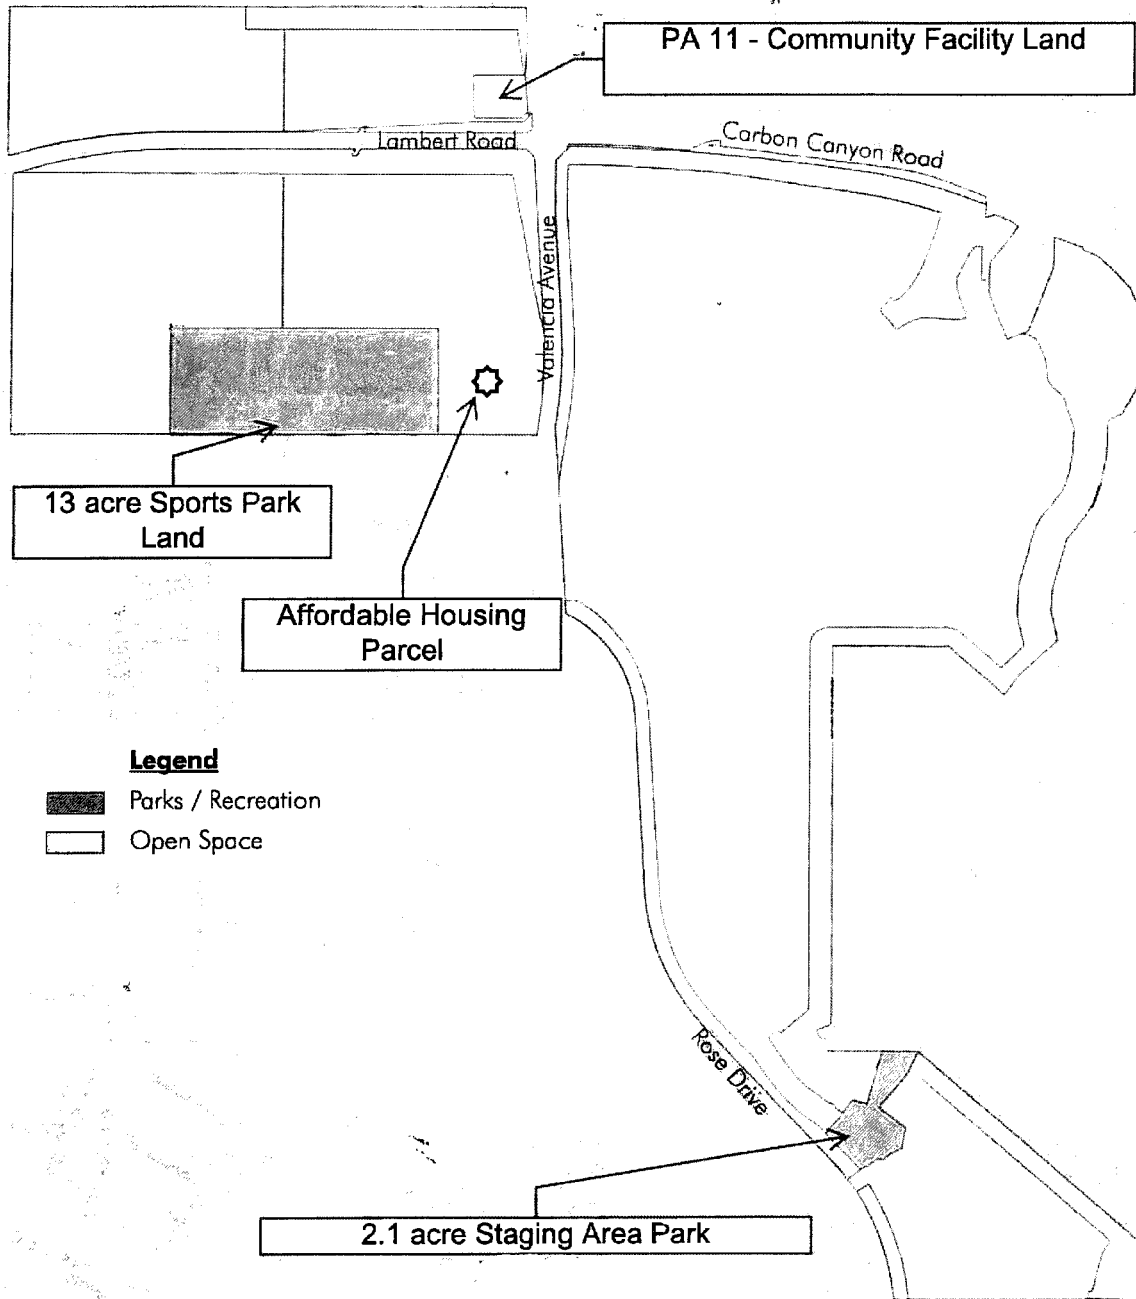 PA 11 - Community Facility Land
Lambert Road
Carbon Canyon Road
Valencia Avenue
13 acre Sports Park
Land
Affordable Housing
Parcel
Legend
Parks / Recreation
Open Space
Rose Drive
2.1 acre Staging Area Park